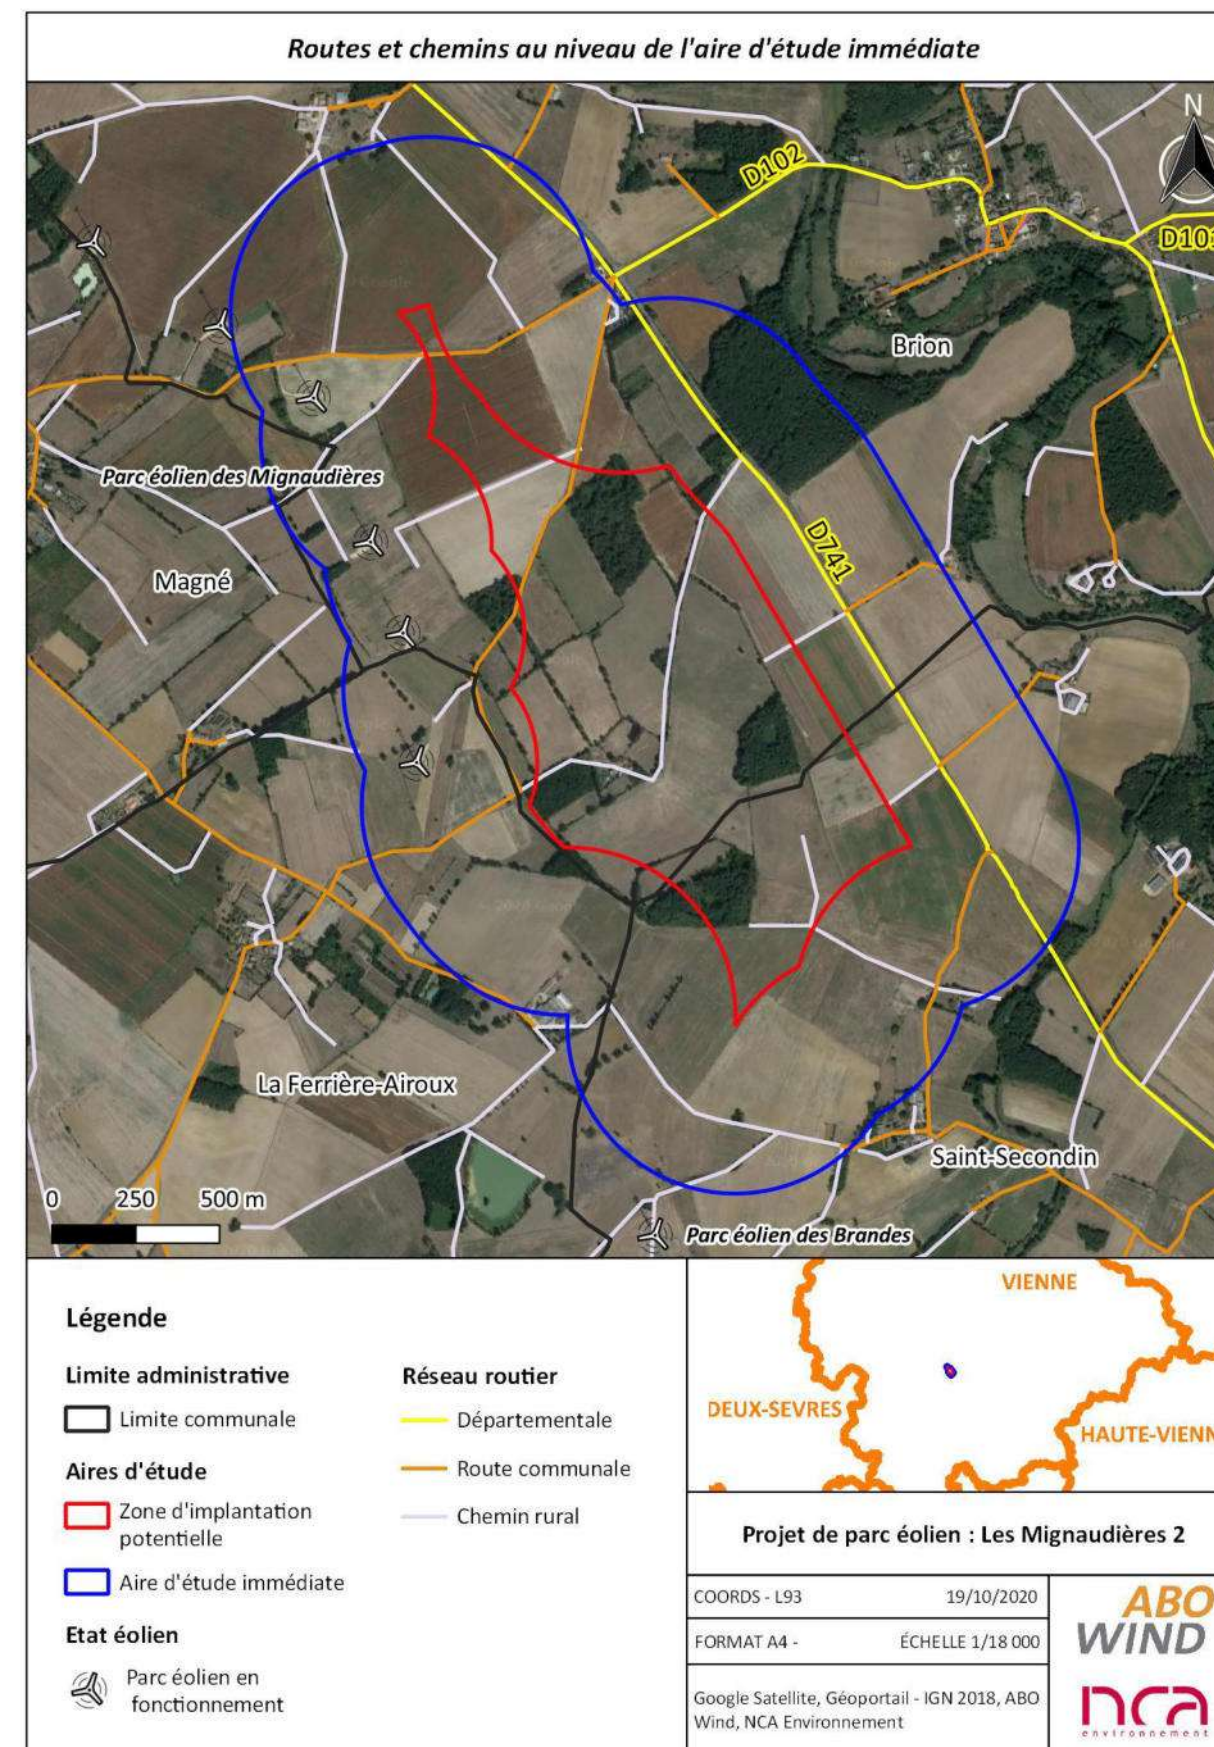 Routes et chemins au niveau de l'aire d'étude immédiate
N
D102
D741
Brion
Parc éolien des Mignaudières
Magné
La Ferrière-Airoux
Saint-Secondin
0 250 500 m
Parc éolien des Brandes
Légende
Limite administrative
Limite communale
Aires d'étude
Zone d'implantation
potentielle
Aire d'étude immédiate
Etat éolien
Parc éolien en
fonctionnement
Réseau routier
Départementale
Route communale
Chemin rural
VIENNE
DEUX-SEVRES
HAUTE-VIENN
Projet de parc éolien : Les Mignaudières 2
COORDS - L93 19/10/2020
FORMAT A4 - ÉCHELLE 1/18 000
Google Satellite, Géoportail - IGN 2018, ABO
Wind, NCA Environnement
ABO
WIND
nca
environnement